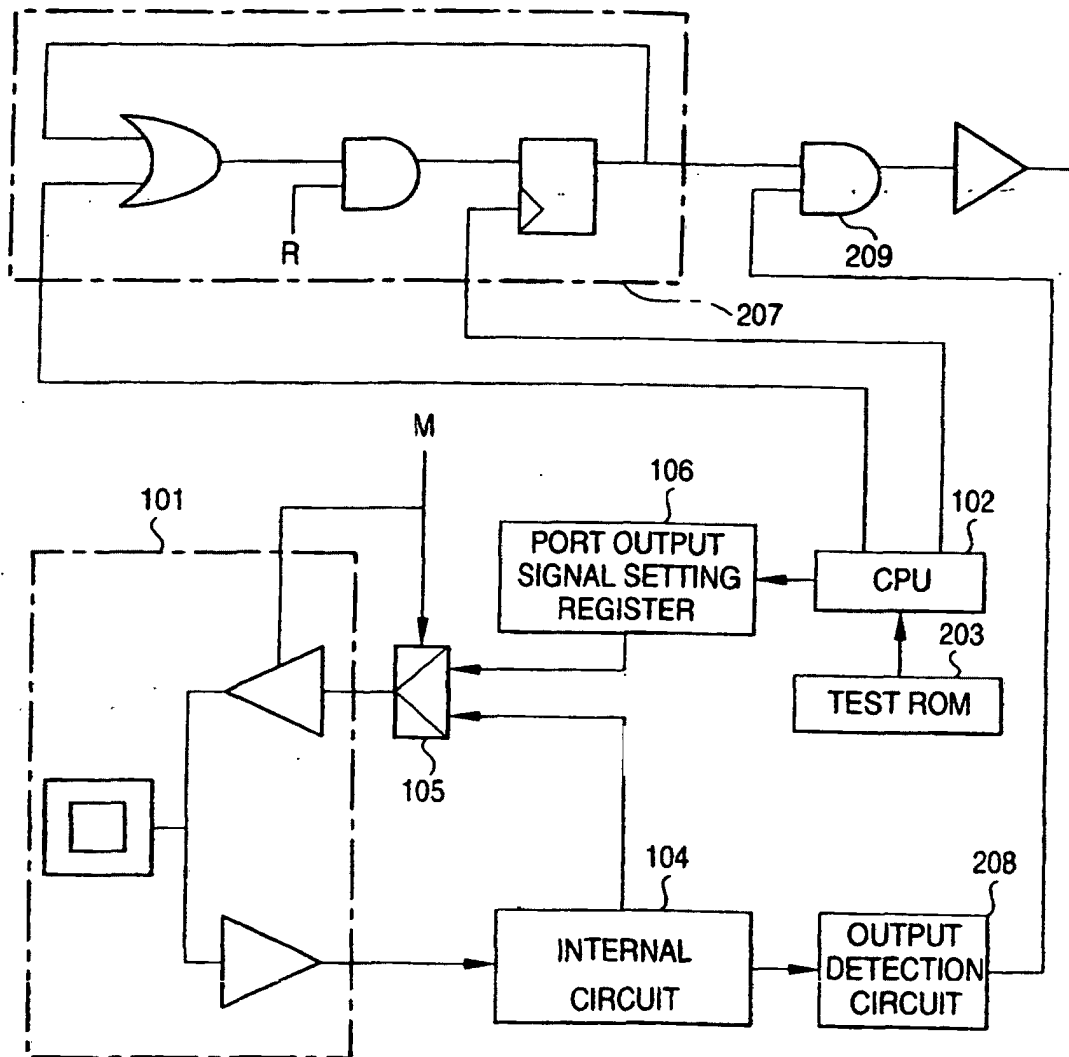 R
209
207
M
106
101
102
PORT OUTPUT
SIGNAL SETTING
REGISTER
CPU
203
TEST ROM
105
104
208
INTERNAL
CIRCUIT
OUTPUT
DETECTION
CIRCUIT